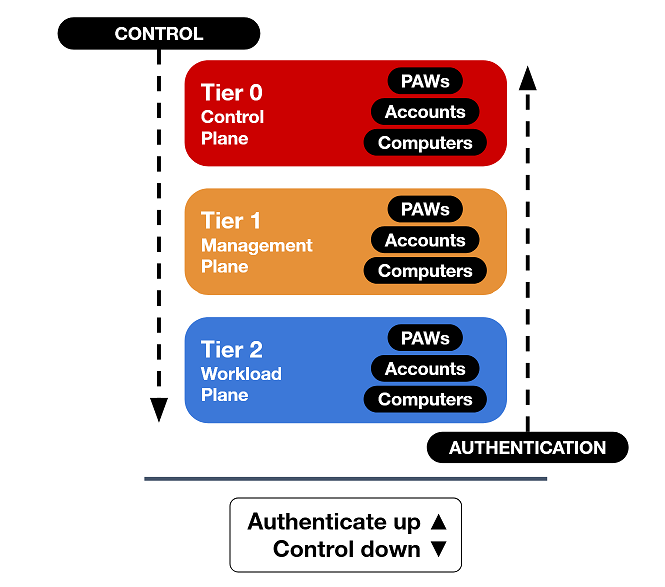 CONTROL
Tier 0
Control
Plane
PAWs
Accounts
Computers
Tier 1
Management
Plane
PAWs
Accounts
Computers
Tier 2
Workload
Plane
PAWs
Accounts
Computers
AUTHENTICATION
Authenticate up ▲
Control down ▼